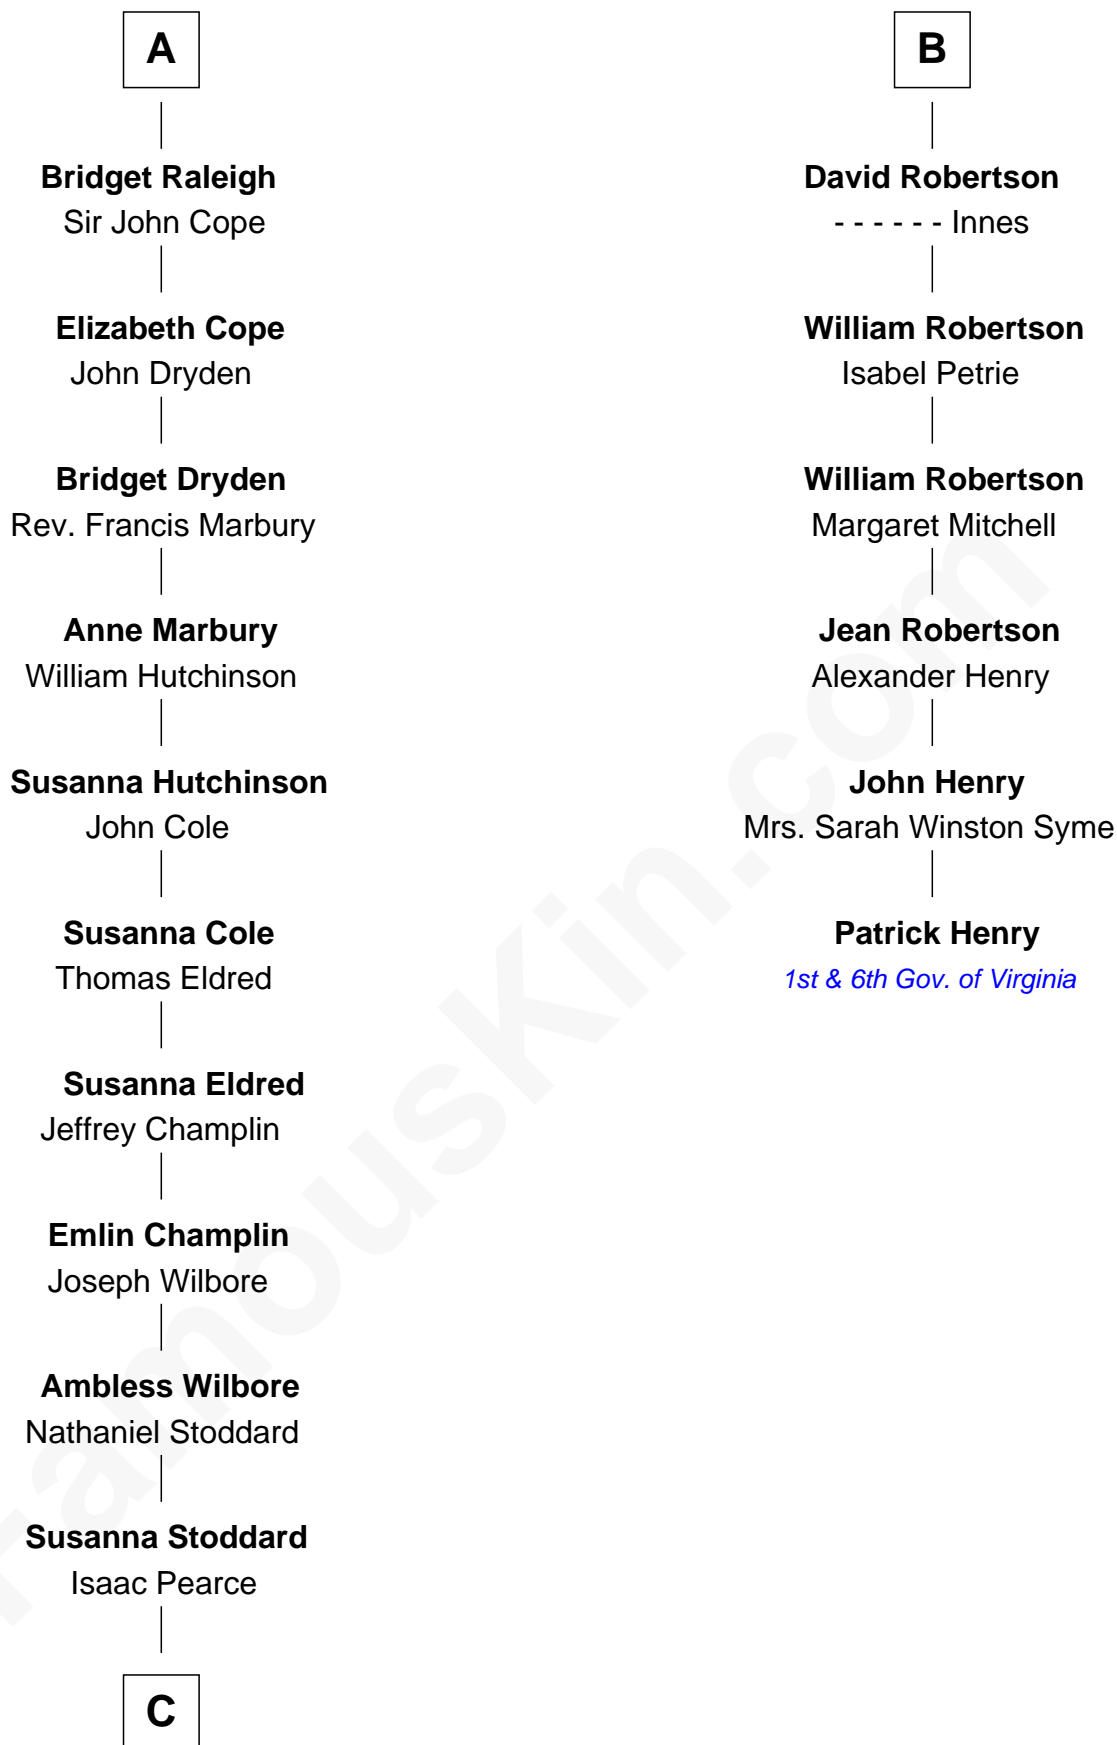 A
Bridget Raleigh
Sir John Cope
Elizabeth Cope
John Dryden
Bridget Dryden
Rev. Francis Marbury
Anne Marbury
William Hutchinson
Susanna Hutchinson
John Cole
Susanna Cole
Thomas Eldred
Susanna Eldred
Jeffrey Champlin
Emlin Champlin
Joseph Wilbore
Ambless Wilbore
Nathaniel Stoddard
Susanna Stoddard
Isaac Pearce
C
B
David Robertson
- - - - - - Innes
William Robertson
Isabel Petrie
William Robertson
Margaret Mitchell
Jean Robertson
Alexander Henry
John Henry
Mrs. Sarah Winston Syme
Patrick Henry
1st & 6th Gov. of Virginia
FamousKin.com